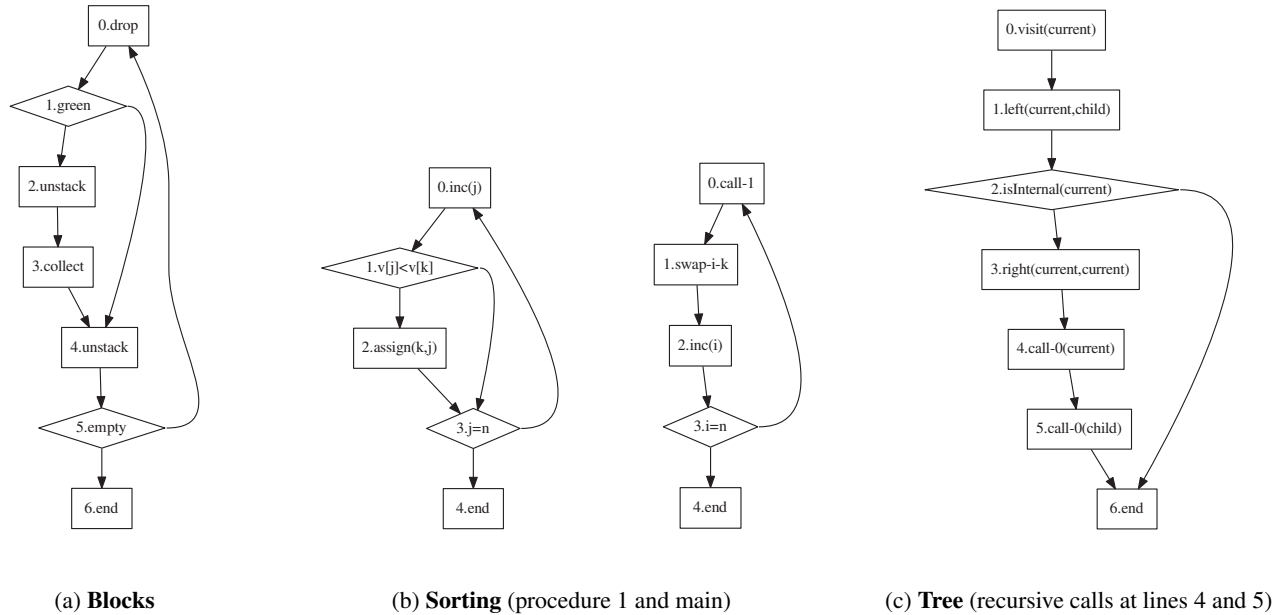 0.drop
1.green
2.unstack
3.collect
4.unstack
5.empty
6.end
(a) Blocks
0.inc(j)
1.v[j]<v[k]
2.assign(k,j)
3.j=n
4.end
0.call-1
1.swap-i-k
2.inc(i)
3.i=n
4.end
(b) Sorting (procedure 1 and main)
0.visit(current)
1.left(current,child)
2.isInternal(current)
3.right(current,current)
4.call-0(current)
5.call-0(child)
6.end
(c) Tree (recursive calls at lines 4 and 5)